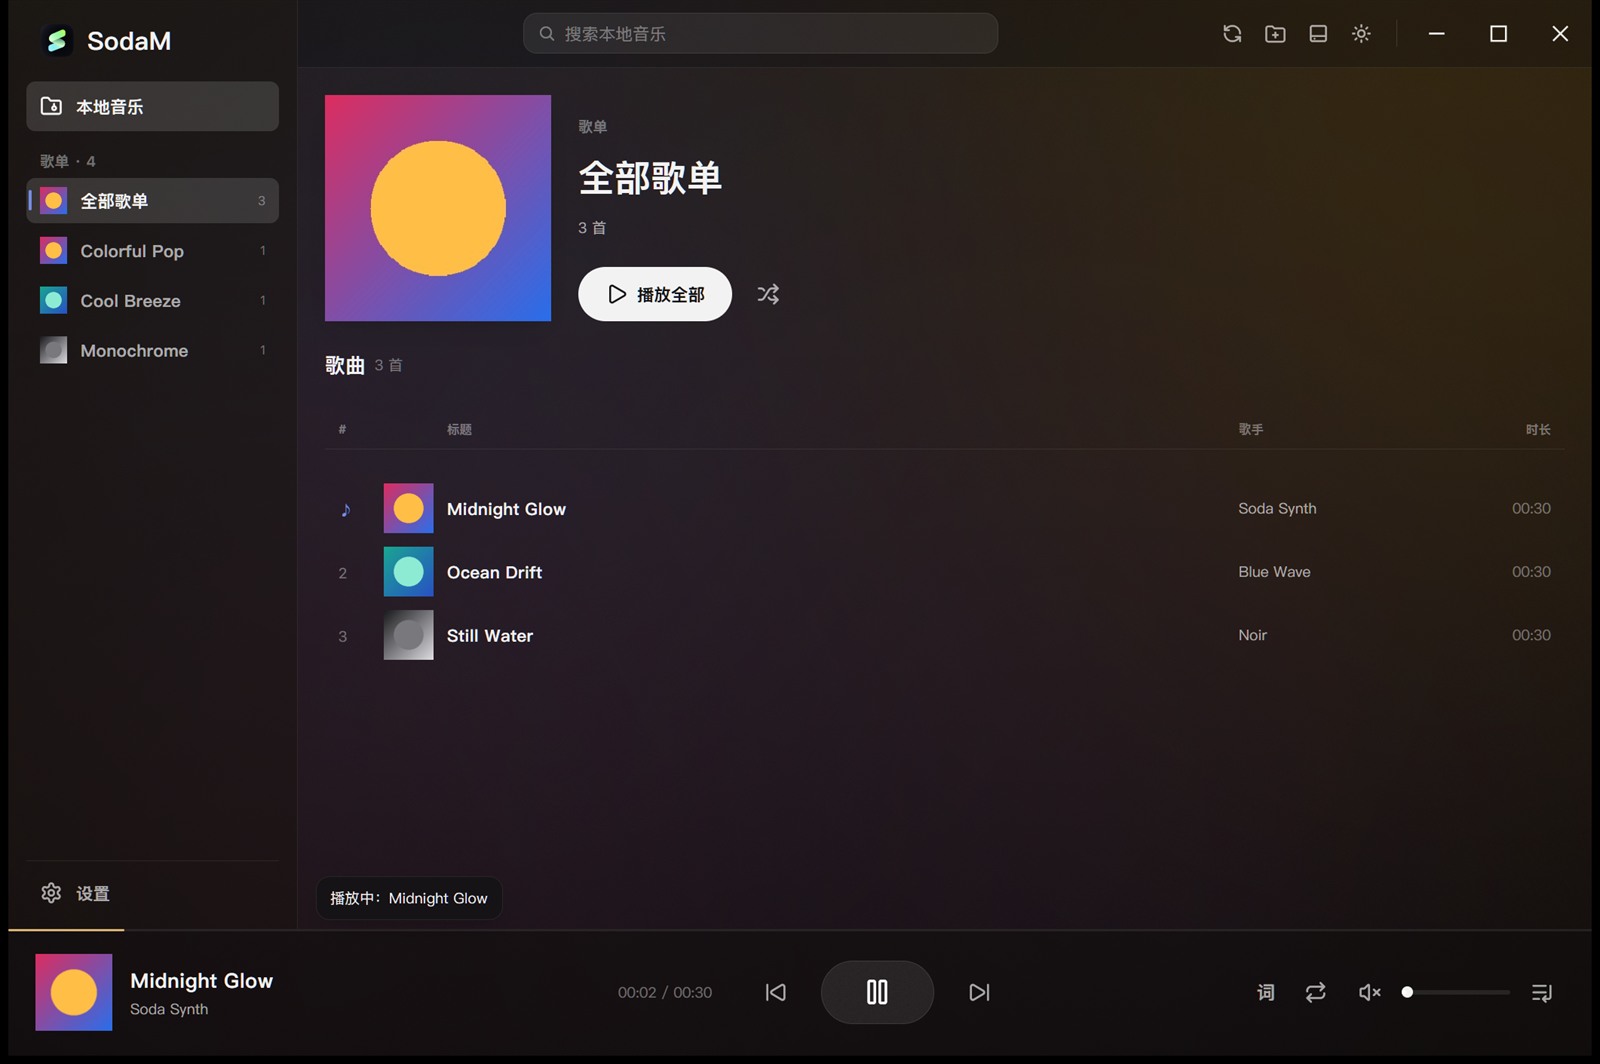 SodaM
搜索本地音乐
本地音乐
歌单 · 4
全部歌单 3
Colorful Pop 1
Cool Breeze 1
Monochrome 1
设置
歌单
全部歌单
3 首
播放全部
歌曲 3 首
# 标题 歌手 时长
♪ Midnight Glow Soda Synth 00:30
2 Ocean Drift Blue Wave 00:30
3 Still Water Noir 00:30
播放中：Midnight Glow
Midnight Glow
Soda Synth
00:02 / 00:30
词